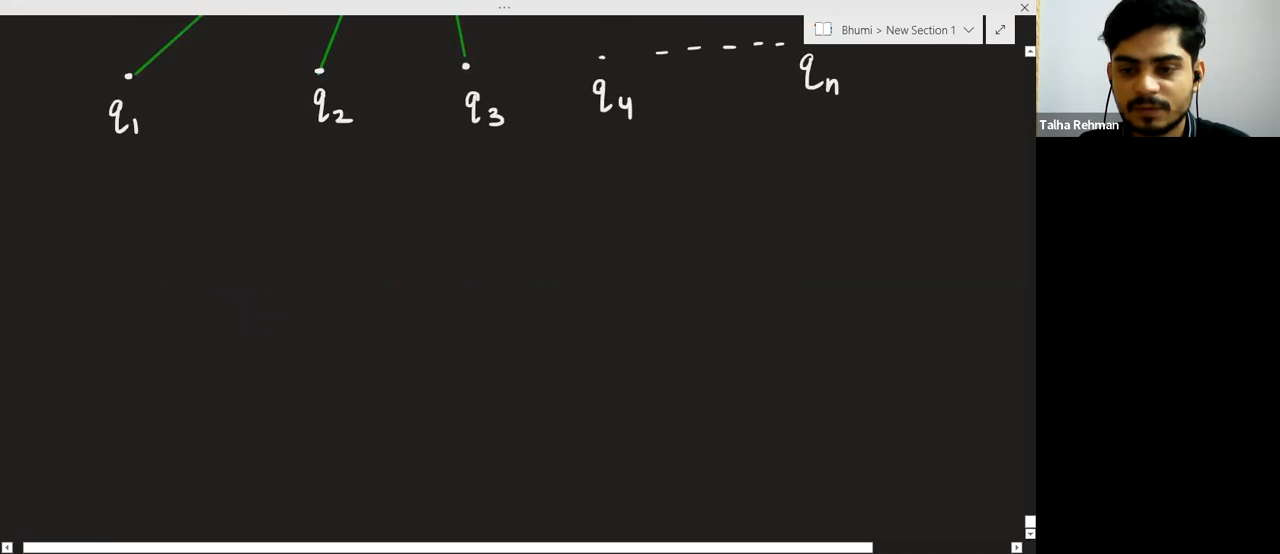 Bhumi > New Section 1
q1 q2 q3 q4 ----- qn
Talha Rehman